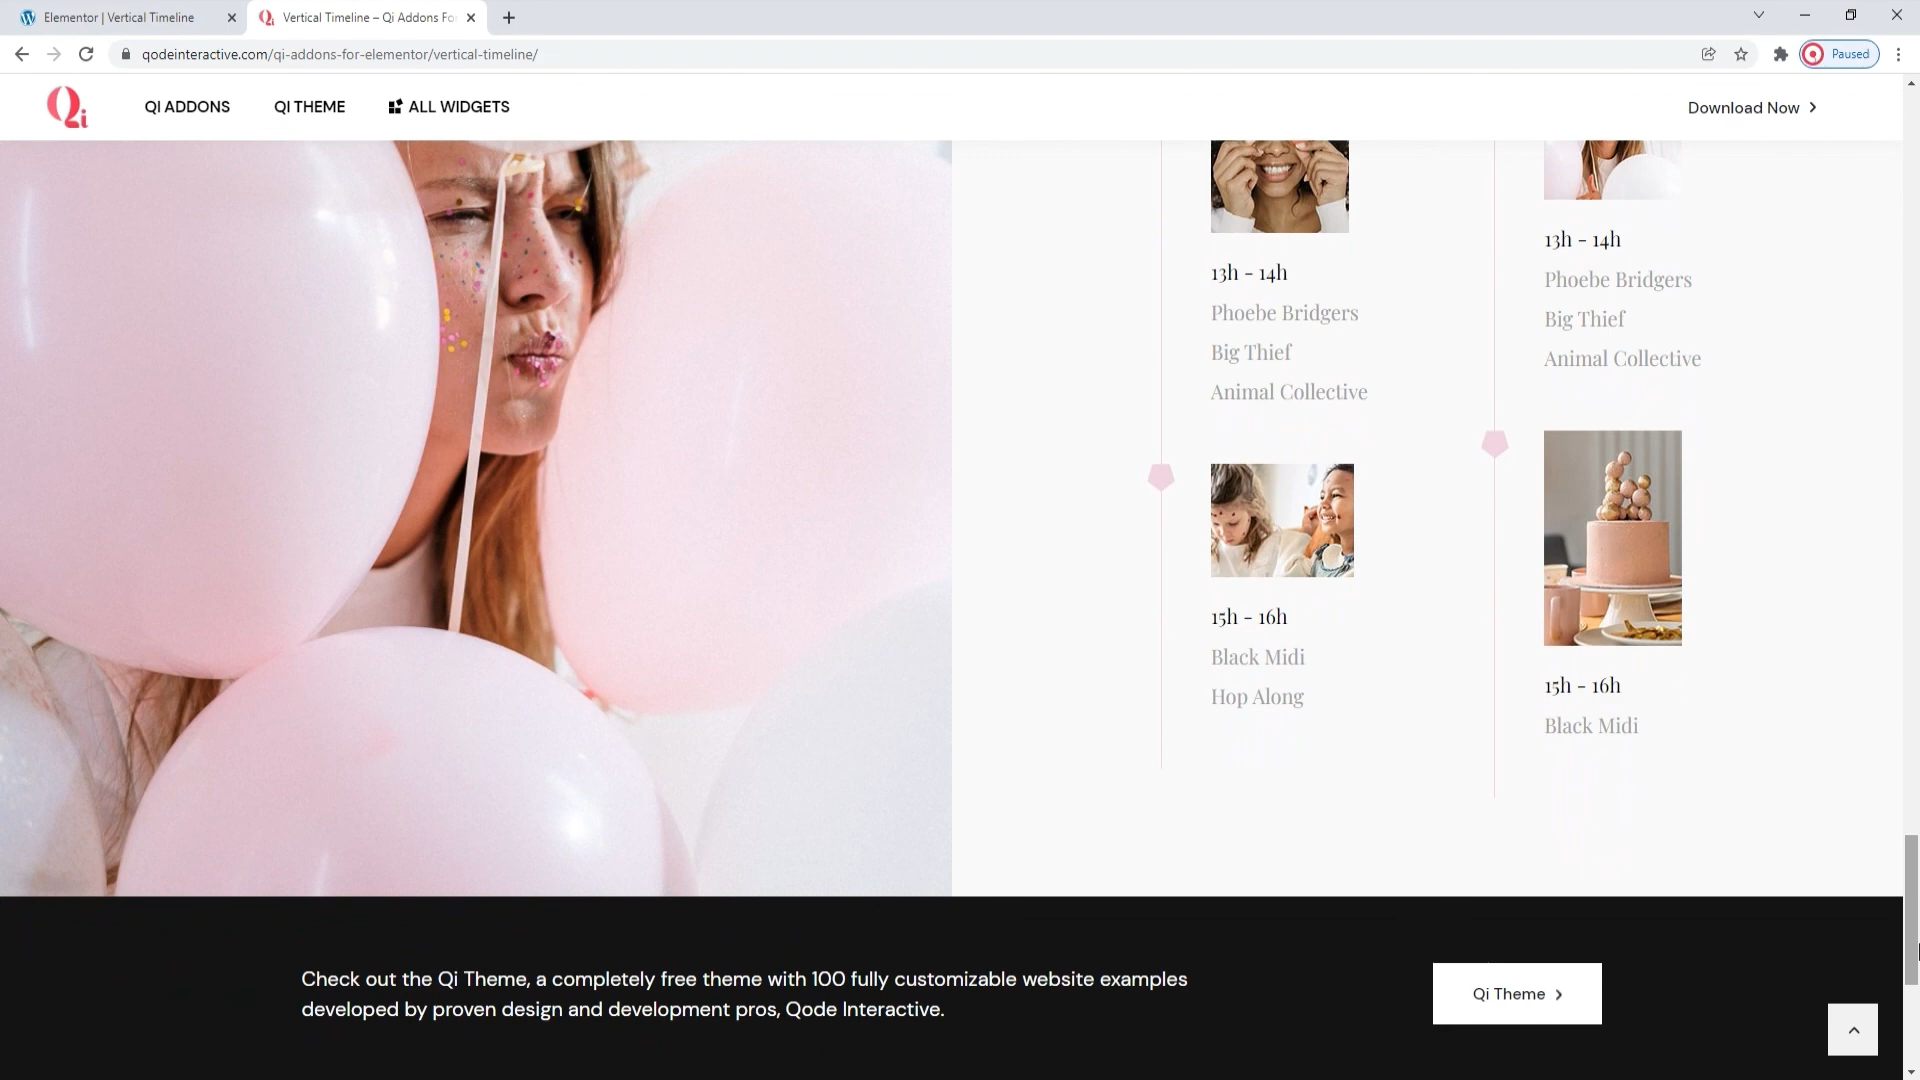 Elementor | Vertical Timeline
Vertical Timeline – Qi Addons Fo
qodeinteractive.com/qi-addons-for-elementor/vertical-timeline/
Paused
Qi
QI ADDONS
QI THEME
ALL WIDGETS
Download Now
13h - 14h
Phoebe Bridgers
Big Thief
Animal Collective
15h - 16h
Black Midi
Hop Along
13h - 14h
Phoebe Bridgers
Big Thief
Animal Collective
15h - 16h
Black Midi
Check out the Qi Theme, a completely free theme with 100 fully customizable website examples
developed by proven design and development pros, Qode Interactive.
Qi Theme